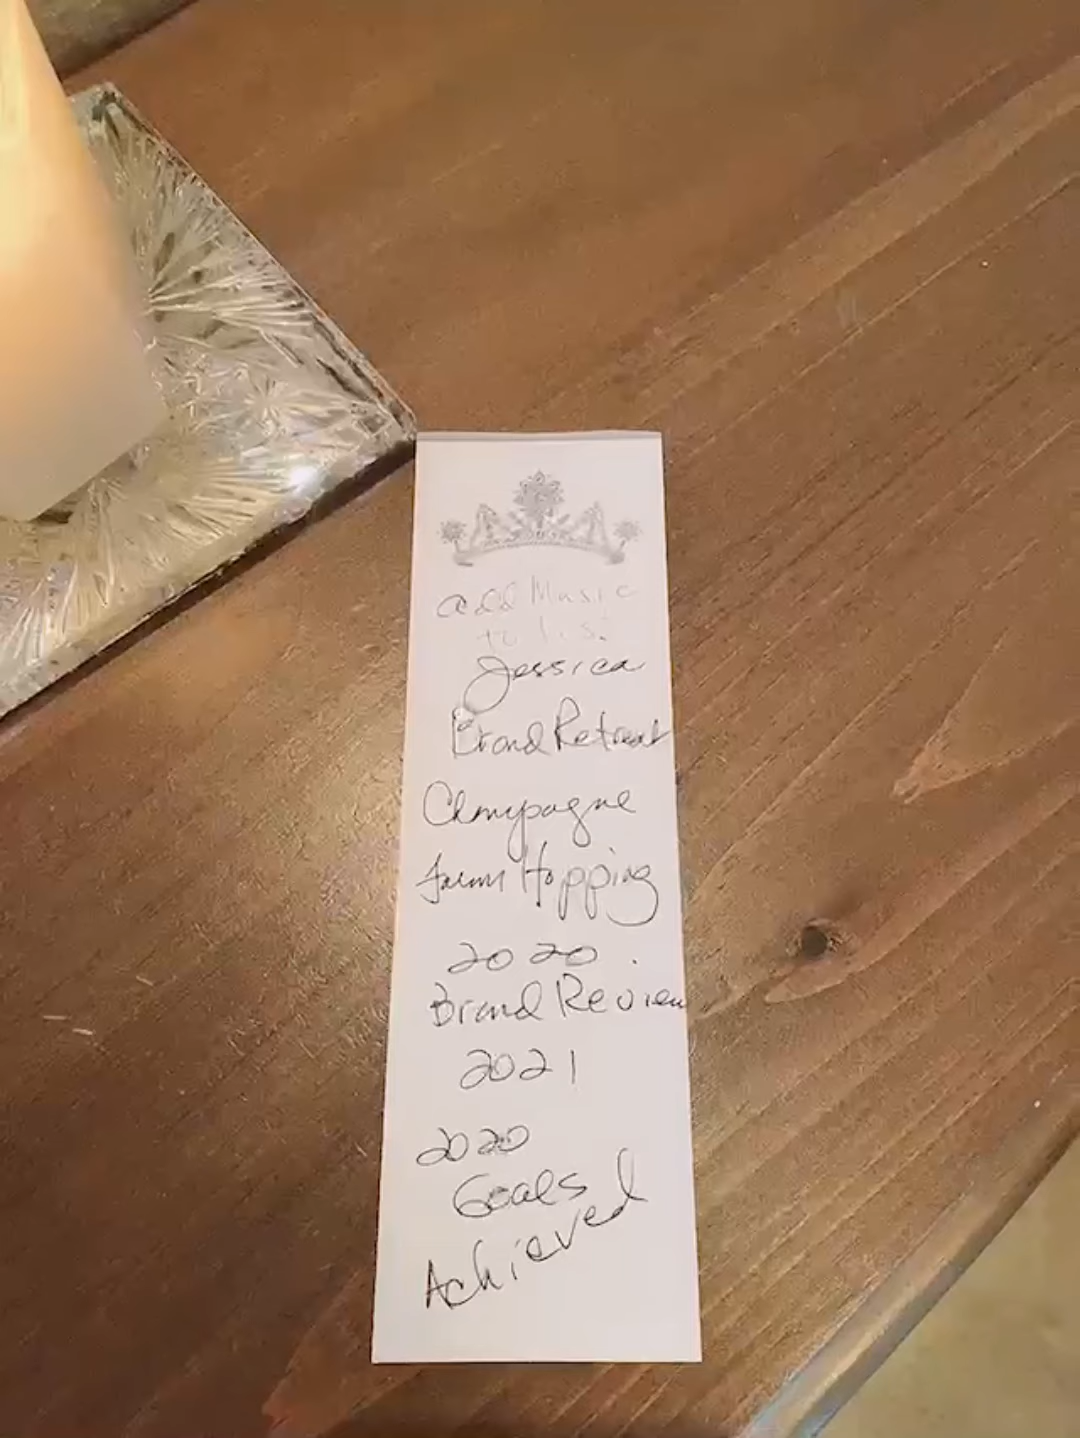 add Music
to list
Jessica
Brand Retreat
Champagne
Farm Hopping
2020
Brand Review
2021
2020
Goals
Achieved